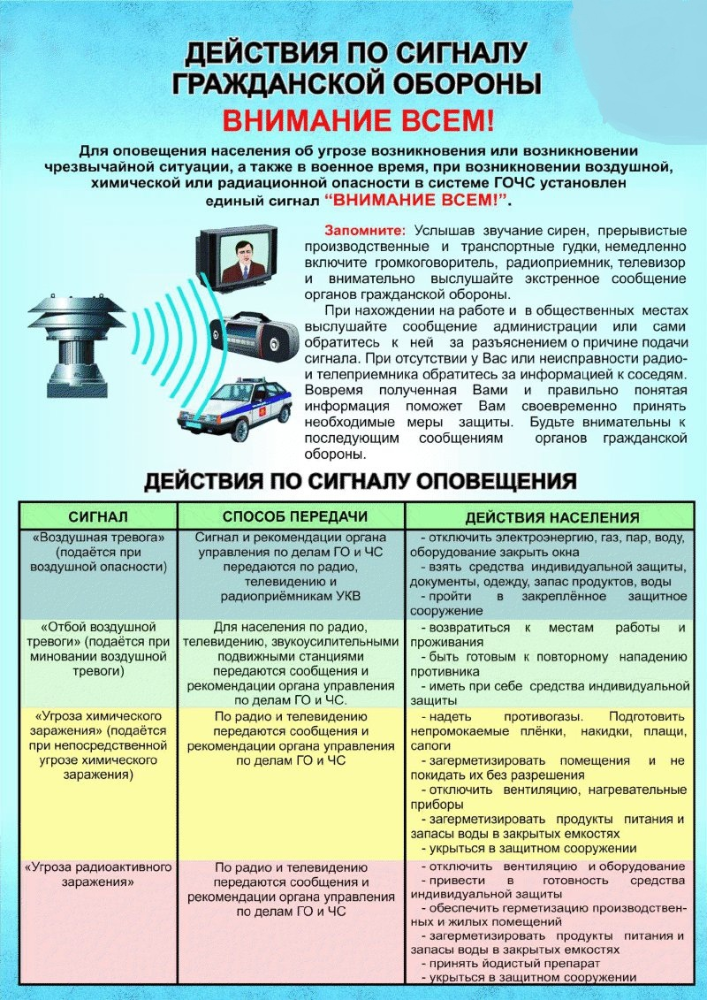 ДЕЙСТВИЯ ПО СИГНАЛУ
ГРАЖДАНСКОЙ ОБОРОНЫ
ВНИМАНИЕ ВСЕМ!
Для оповещения населения об угрозе возникновения или возникновении
чрезвычайной ситуации, а также в военное время, при возникновении воздушной,
химической или радиационной опасности в системе ГОЧС установлен
единый сигнал “ВНИМАНИЕ ВСЕМ!”.
Запомните: Услышав звучание сирен, прерывистые
производственные и транспортные гудки, немедленно
включите громкоговоритель, радиоприемник, телевизор
и внимательно выслушайте экстренное сообщение
органов гражданской обороны.
При нахождении на работе и в общественных местах
выслушайте сообщение администрации или сами
обратитесь к ней за разъяснением о причине подачи
сигнала. При отсутствии у Вас или неисправности радио-
и телеприемника обратитесь за информацией к соседям.
Вовремя полученная Вами и правильно понятая
информация поможет Вам своевременно принять
необходимые меры защиты. Будьте внимательны к
последующим сообщениям органов гражданской
обороны.
ДЕЙСТВИЯ ПО СИГНАЛУ ОПОВЕЩЕНИЯ
СИГНАЛ
СПОСОБ ПЕРЕДАЧИ
ДЕЙСТВИЯ НАСЕЛЕНИЯ
«Воздушная тревога»
(подаётся при
воздушной опасности)
Сигнал и рекомендации органа
управления по делам ГО и ЧС
передаются по радио,
телевидению и
радиоприёмникам УКВ
- отключить электроэнергию, газ, пар, воду,
оборудование закрыть окна
- взять средства индивидуальной защиты,
документы, одежду, запас продуктов, воды
- пройти в закреплённое защитное
сооружение
«Отбой воздушной
тревоги» (подаётся при
миновании воздушной
тревоги)
Для населения по радио,
телевидению, звукоусилительными
подвижными станциями
передаются сообщения и
рекомендации органа управления
по делам ГО и ЧС.
- возвратиться к местам работы и
проживания
- быть готовым к повторному нападению
противника
- иметь при себе средства индивидуальной
защиты
«Угроза химического
заражения» (подаётся
при непосредственной
угрозе химического
заражения)
По радио и телевидению
передаются сообщения и
рекомендации органа управления
по делам ГО и ЧС
- надеть противогазы. Подготовить
непромокаемые плёнки, накидки, плащи,
сапоги
- загерметизировать помещения и не
покидать их без разрешения
- отключить вентиляцию, нагревательные
приборы
- загерметизировать продукты питания и
запасы воды в закрытых емкостях
- укрыться в защитном сооружении
«Угроза радиоактивного
заражения»
По радио и телевидению
передаются сообщения и
рекомендации органа управления
по делам ГО и ЧС
- отключить вентиляцию и оборудование
- привести в готовность средства
индивидуальной защиты
- обеспечить герметизацию производствен-
ных и жилых помещений
- загерметизировать продукты питания и
запасы воды в закрытых емкостях
- принять йодистый препарат
- укрыться в защитном сооружении